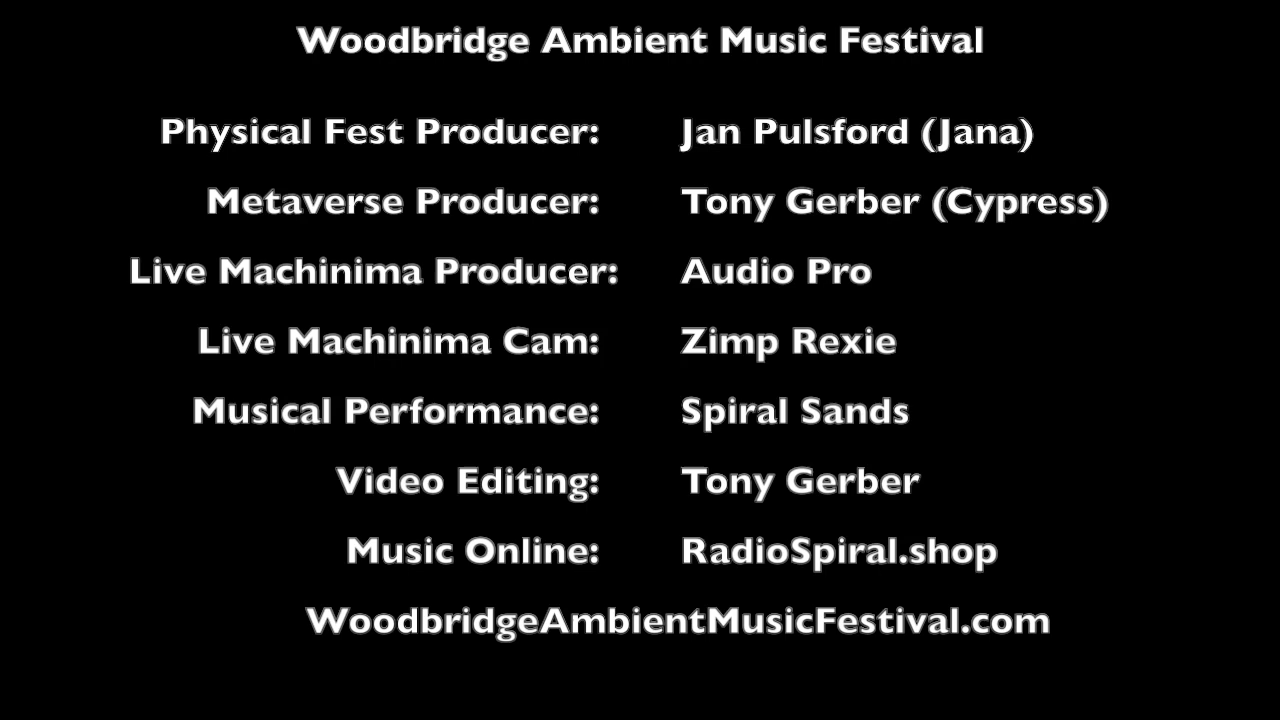 Woodbridge Ambient Music Festival
Physical Fest Producer: Jan Pulsford (Jana)
Metaverse Producer: Tony Gerber (Cypress)
Live Machinima Producer: Audio Pro
Live Machinima Cam: Zimp Rexie
Musical Performance: Spiral Sands
Video Editing: Tony Gerber
Music Online: RadioSpiral.shop
WoodbridgeAmbientMusicFestival.com